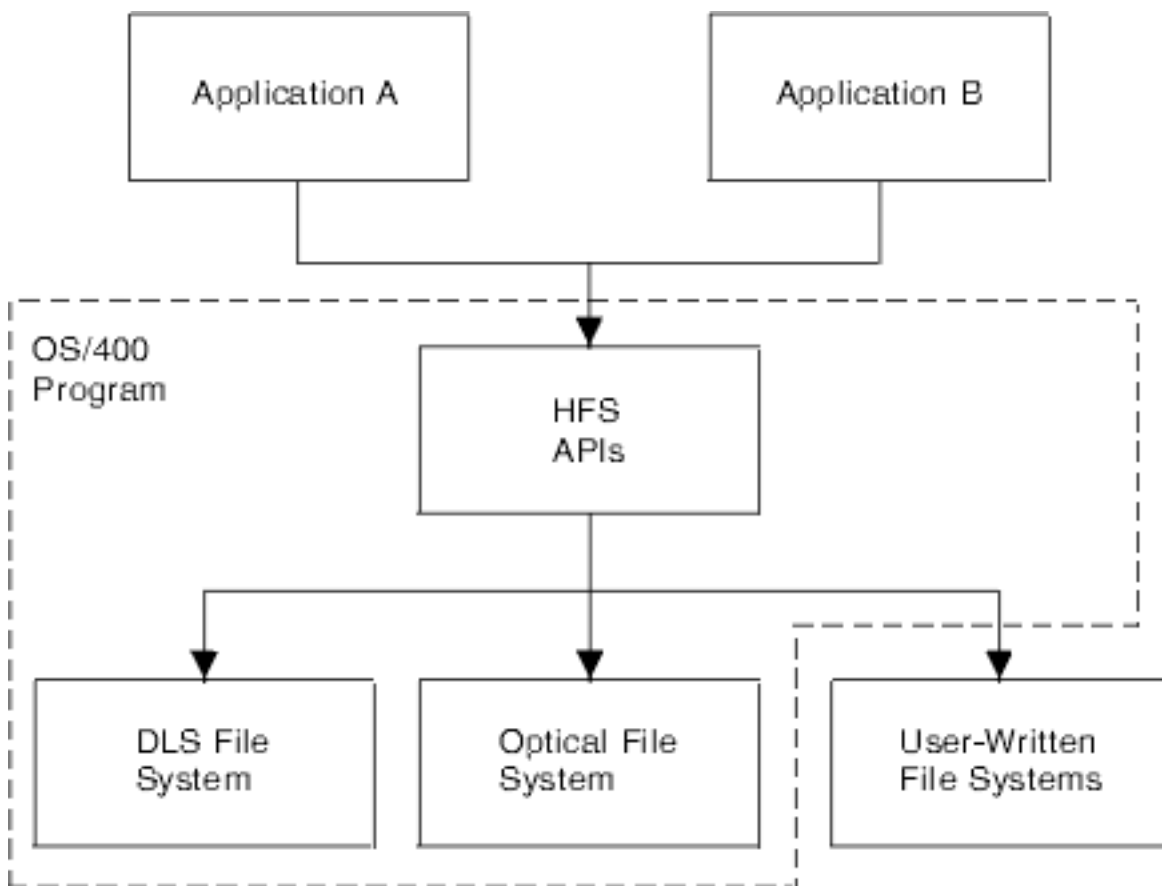 Application A
Application B
OS/400
Program
HFS
APIs
DLS File
System
Optical File
System
User-Written
File Systems